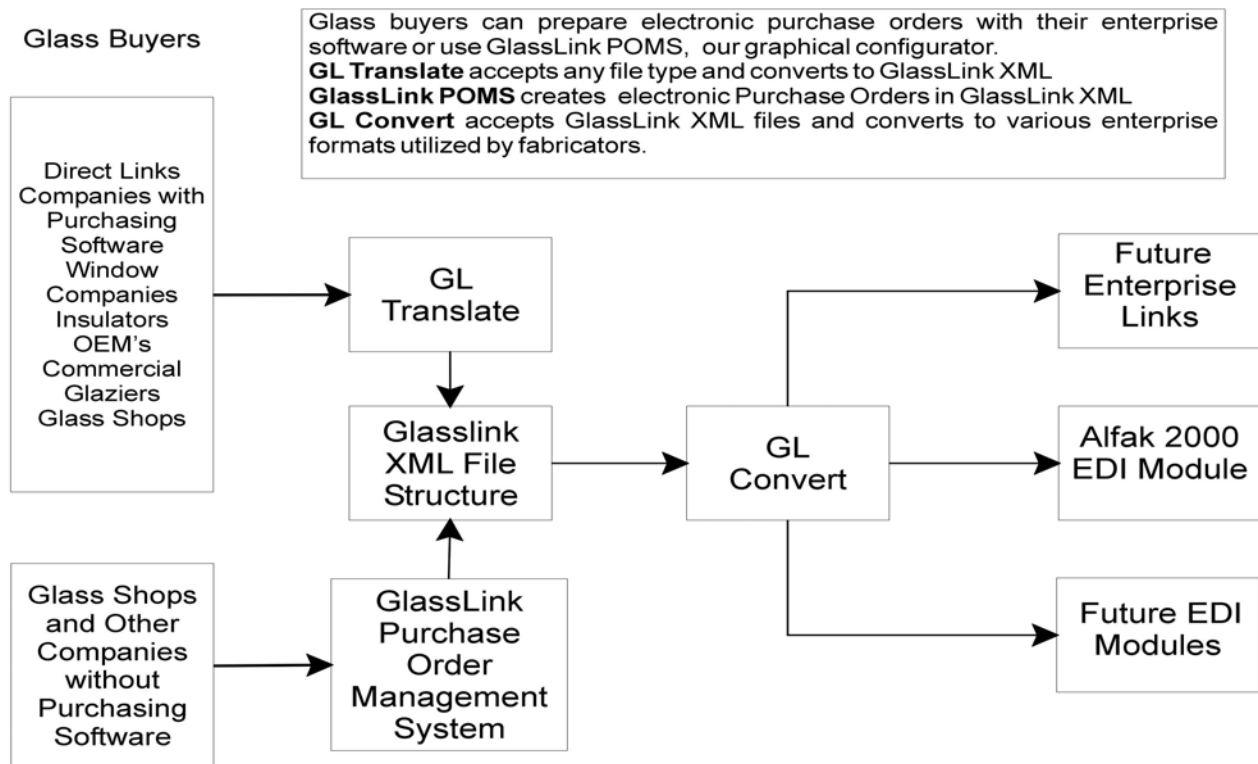 Glass Buyers
Glass buyers can prepare electronic purchase orders with their enterprise
software or use GlassLink POMS, our graphical configurator.
GL Translate accepts any file type and converts to GlassLink XML
GlassLink POMS creates electronic Purchase Orders in GlassLink XML
GL Convert accepts GlassLink XML files and converts to various enterprise
formats utilized by fabricators.
Direct Links
Companies with
Purchasing
Software
Window
Companies
Insulators
OEM's
Commercial
Glaziers
Glass Shops
GL
Translate
Glasslink
XML File
Structure
GL
Convert
Future
Enterprise
Links
Alfak 2000
EDI Module
Future EDI
Modules
Glass Shops
and Other
Companies
without
Purchasing
Software
GlassLink
Purchase
Order
Management
System